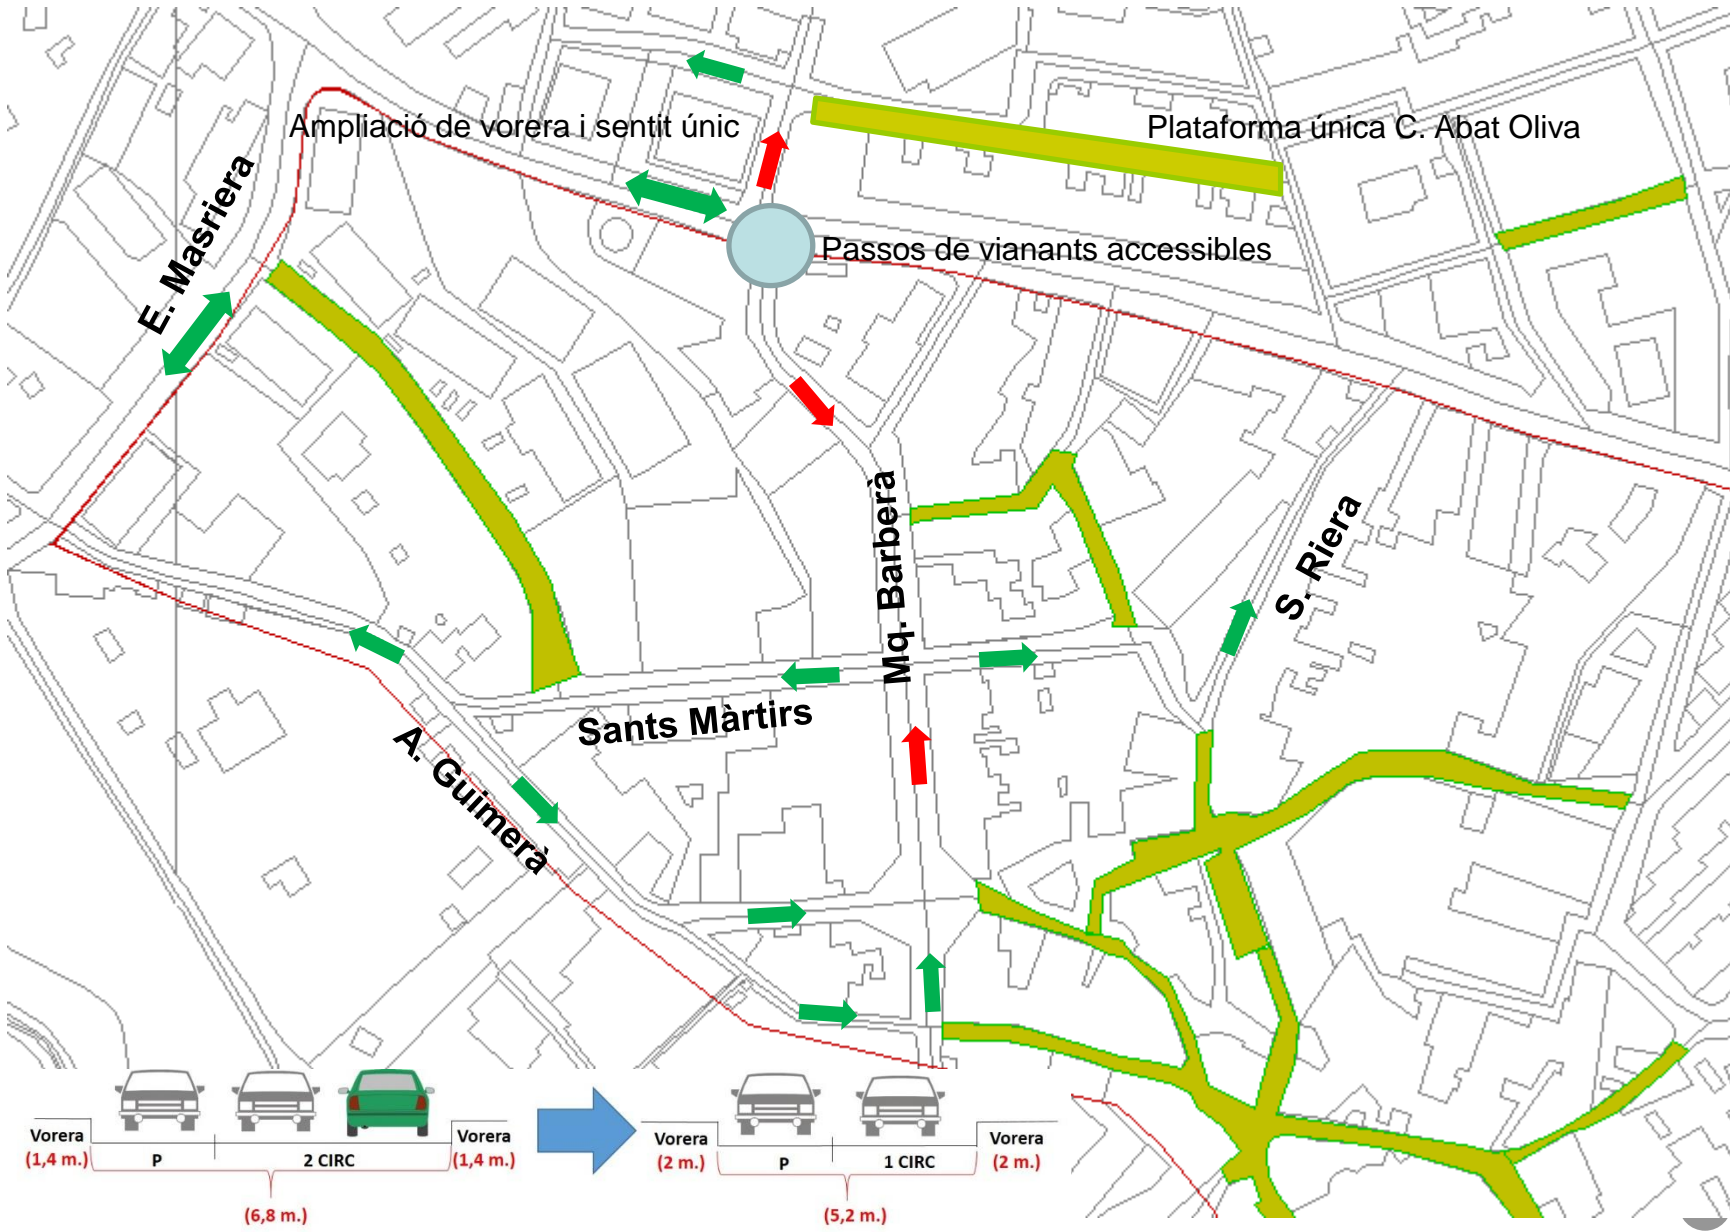 Ampliació de vorera i sentit únic
Plataforma única C. Abat Oliva
E. Masriera
Passos de vianants accessibles
Mq. Barberà
S. Riera
Sants Màrtirs
A. Guimerà
Vorera
(1,4 m.)
P
2 CIRC
Vorera
(1,4 m.)
(6,8 m.)
Vorera
(2 m.)
P
1 CIRC
Vorera
(2 m.)
(5,2 m.)